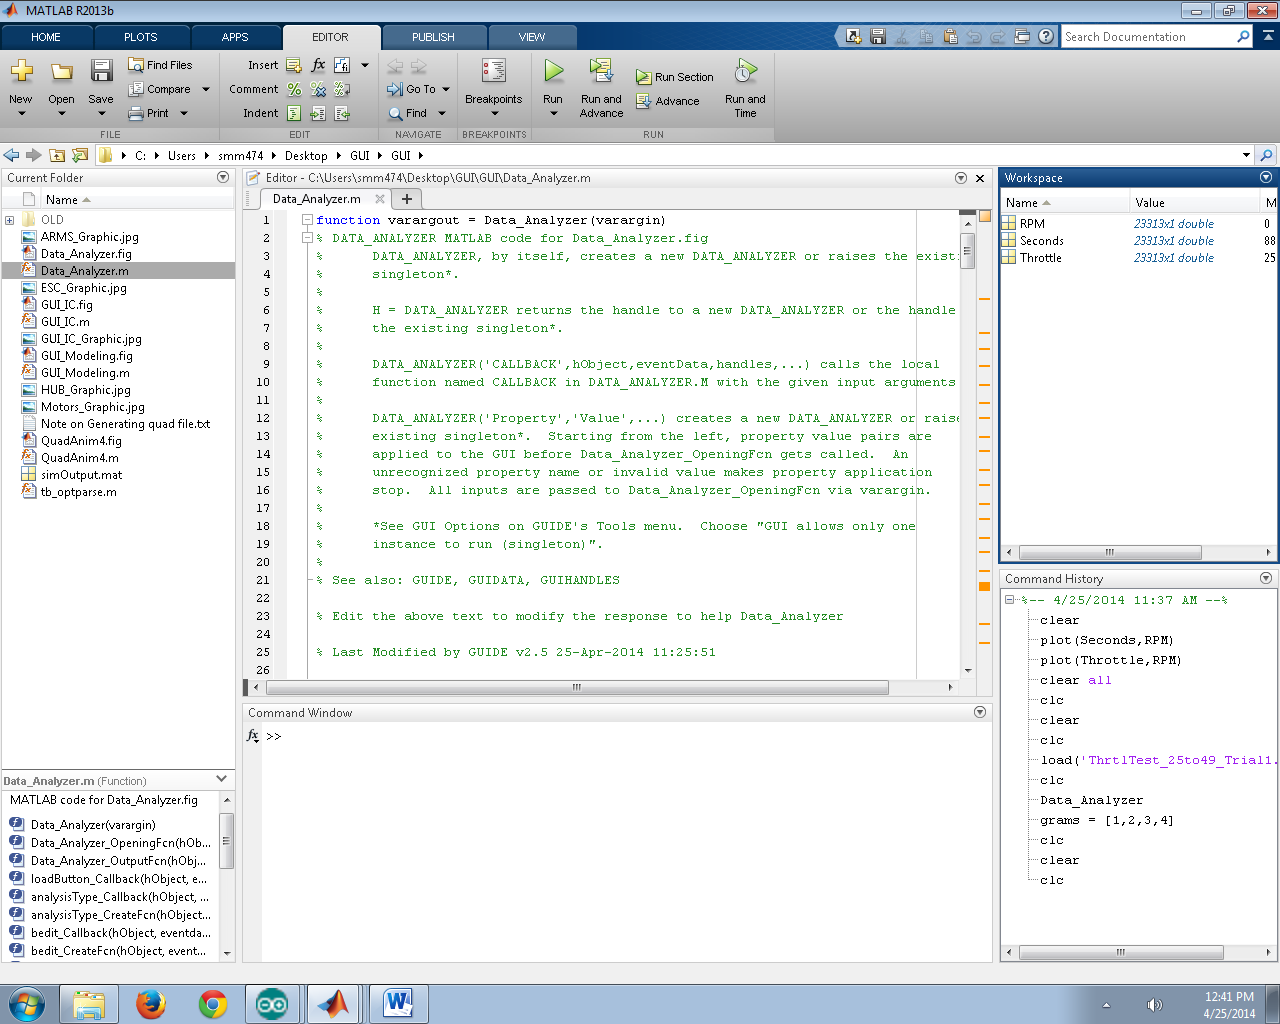 MATLAB R2013b
HOME PLOTS APPS EDITOR PUBLISH VIEW Search Documentation
New Open Save Find Files Compare Print
FILE
Insert fx
Comment
Indent
EDIT
Go To
Find
NAVIGATE
Breakpoints
BREAKPOINTS
Run Run and Advance Run Section Advance Run and Time
RUN
C: Users smm474 Desktop GUI GUI
Current Folder
Name
OLD
ARMS_Graphic.jpg
Data_Analyzer.fig
Data_Analyzer.m
ESC_Graphic.jpg
GUI_IC.fig
GUI_IC.m
GUI_IC_Graphic.jpg
GUI_Modeling.fig
GUI_Modeling.m
HUB_Graphic.jpg
Motors_Graphic.jpg
Note on Generating quad file.txt
QuadAnim4.fig
QuadAnim4.m
simOutput.mat
tb_optparse.m
Data_Analyzer.m (Function)
MATLAB code for Data_Analyzer.fig
Data_Analyzer(varargin)
Data_Analyzer_OpeningFcn(hOb...
Data_Analyzer_OutputFcn(hObj...
loadButton_Callback(hObject, e...
analysisType_Callback(hObject, ...
analysisType_CreateFcn(hObject...
bedit_Callback(hObject, eventda...
bedit_CreateFcn(hObject, event...
Editor - C:\Users\smm474\Desktop\GUI\GUI\Data_Analyzer.m
Data_Analyzer.m
1 function varargout = Data_Analyzer(varargin)
2 % DATA_ANALYZER MATLAB code for Data_Analyzer.fig
3 % DATA_ANALYZER, by itself, creates a new DATA_ANALYZER or raises the existi
4 % singleton*.
5 %
6 % H = DATA_ANALYZER returns the handle to a new DATA_ANALYZER or the handle
7 % the existing singleton*.
8 %
9 % DATA_ANALYZER('CALLBACK',hObject,eventData,handles,...) calls the local
10 % function named CALLBACK in DATA_ANALYZER.M with the given input arguments
11 %
12 % DATA_ANALYZER('Property','Value',...) creates a new DATA_ANALYZER or raise
13 % existing singleton*. Starting from the left, property value pairs are
14 % applied to the GUI before Data_Analyzer_OpeningFcn gets called. An
15 % unrecognized property name or invalid value makes property application
16 % stop. All inputs are passed to Data_Analyzer_OpeningFcn via varargin.
17 %
18 % *See GUI Options on GUIDE's Tools menu. Choose "GUI allows only one
19 % instance to run (singleton)".
20 %
21 % See also: GUIDE, GUIDATA, GUIHANDLES
22
23 % Edit the above text to modify the response to help Data_Analyzer
24
25 % Last Modified by GUIDE v2.5 25-Apr-2014 11:25:51
26
Command Window
fx >>
Workspace
Name Value M
RPM 23313x1 double 0
Seconds 23313x1 double 88
Throttle 23313x1 double 25
Command History
%-- 4/25/2014 11:37 AM --%
clear
plot(Seconds,RPM)
plot(Throttle,RPM)
clear all
clc
clear
clc
load('ThrtlTest_25to49_Trial1.
clc
Data_Analyzer
grams = [1,2,3,4]
clc
clear
clc
12:41 PM
4/25/2014